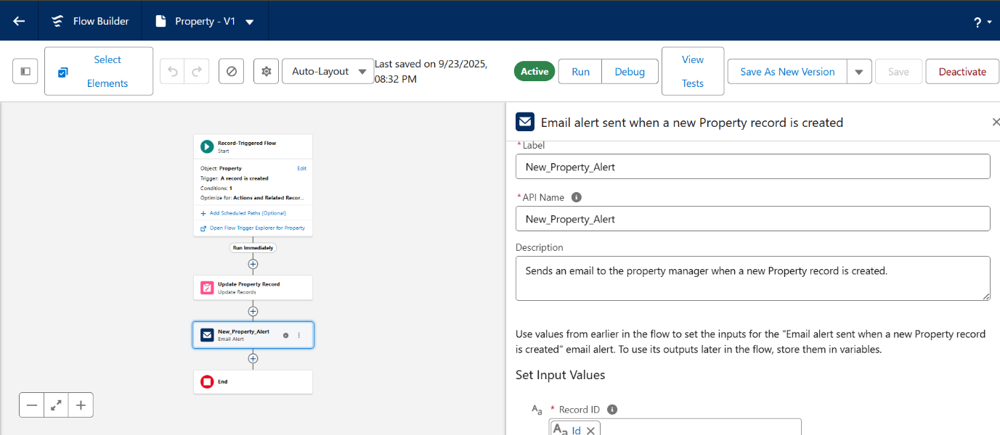 Flow Builder
Property - V1
?
Select
Elements
Auto-Layout
Last saved on 9/23/2025,
08:32 PM
Active
Run
Debug
View
Tests
Save As New Version
Save
Deactivate
Record-Triggered Flow
Start
Object: Property
Edit
Trigger: A record is created
Conditions: 1
Optimize for: Actions and Related Recor...
+ Add Scheduled Paths (Optional)
Open Flow Trigger Explorer for Property
Run Immediately
Update Property Record
Update Records
New_Property_Alert
Email Alert
End
Email alert sent when a new Property record is created
* Label
New_Property_Alert
* API Name
New_Property_Alert
Description
Sends an email to the property manager when a new Property record is created.
Use values from earlier in the flow to set the inputs for the "Email alert sent when a new Property record
is created" email alert. To use its outputs later in the flow, store them in variables.
Set Input Values
Aa * Record ID
Aa Id